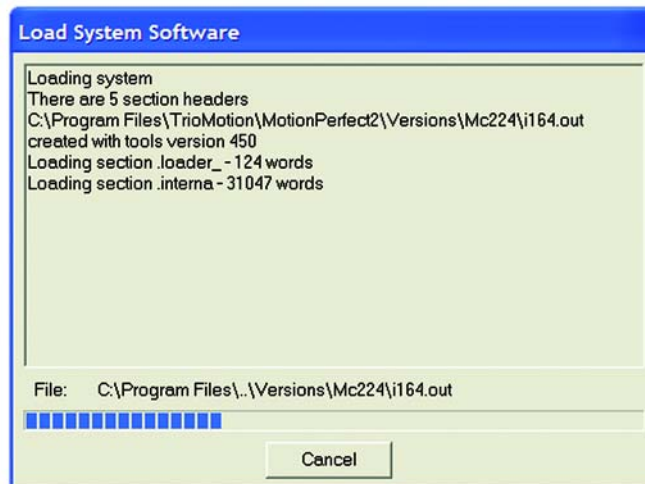 Load System Software
Loading system
There are 5 section headers
C:\Program Files\TrioMotion\MotionPerfect2\Versions\Mc224\i164.out
created with tools version 450
Loading section .loader_ - 124 words
Loading section .interna - 31047 words
File: C:\Program Files\..\Versions\Mc224\i164.out
Cancel